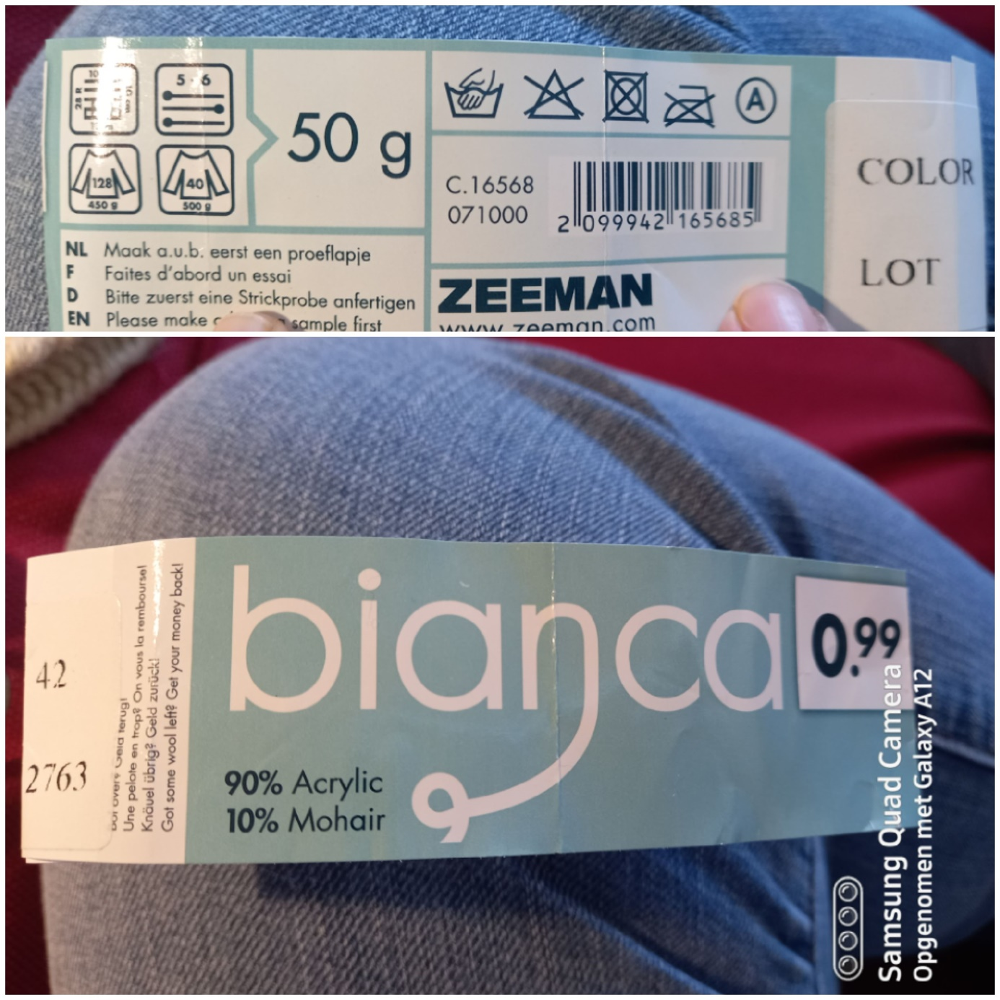 10
28 R
10 cm
5 - 6
128
450 g
40
500 g
50 g
A
C.16568
071000
2 099942 165685
COLOR
LOT
NL Maak a.u.b. eerst een proeflapje
F Faites d'abord un essai
D Bitte zuerst eine Strickprobe anfertigen
EN Please make sample first
ZEEMAN
www.zeeman.com
42
2763
over? Geld terug!
Une pelote en trop? On vous la rembourse!
Knäuel übrig? Geld zurück!
Got some wool left? Get your money back!
bianca
0.99
90% Acrylic
10% Mohair
Samsung Quad Camera
Opgenomen met Galaxy A12